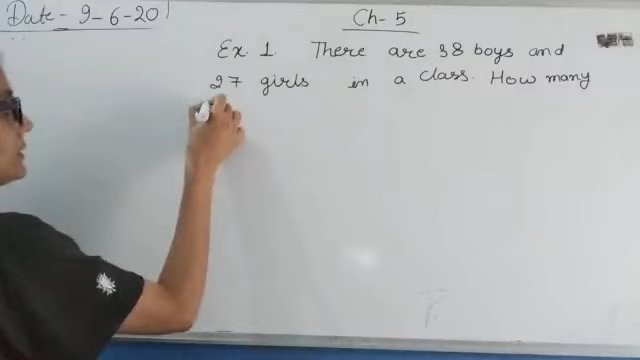 Date - 9-6-20
Ch-5
Ex. 1. There are 38 boys and
27 girls in a class. How many